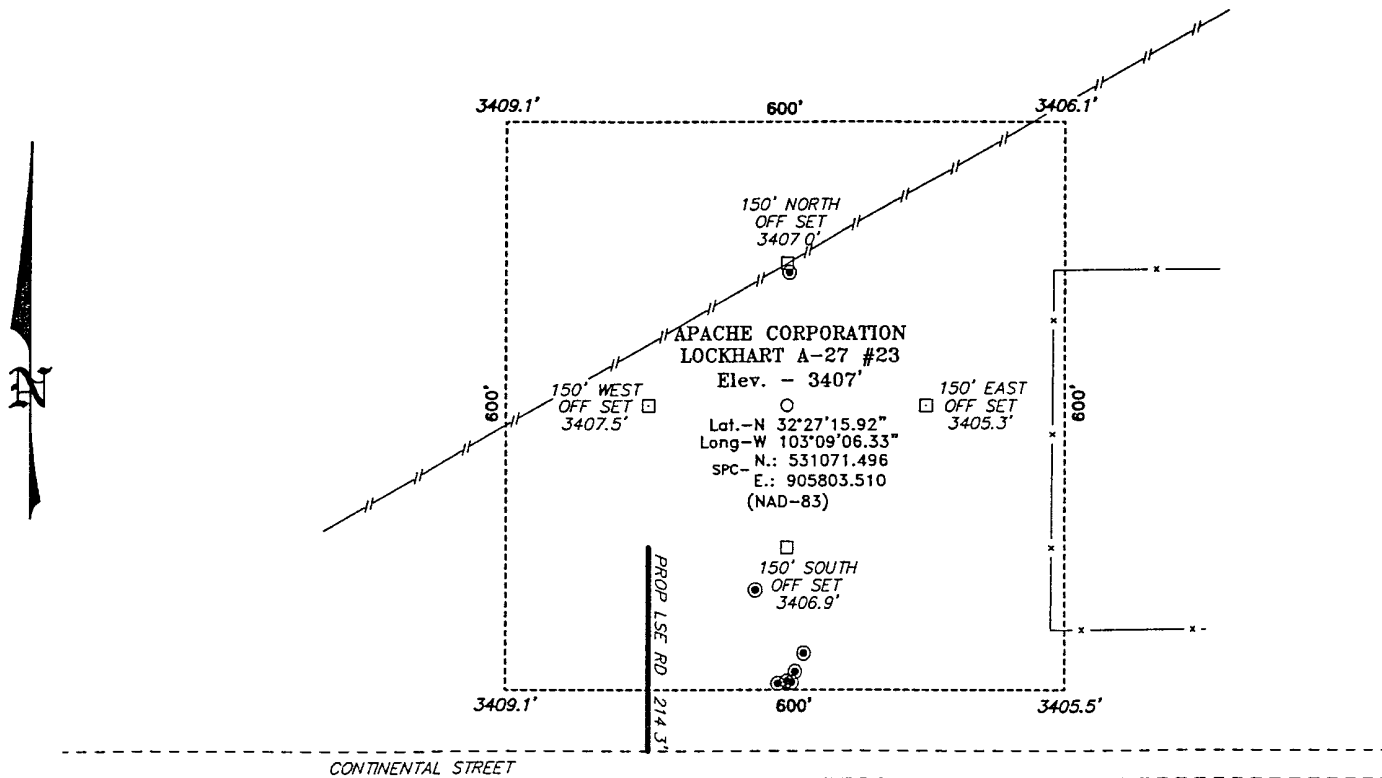 3409.1'
600'
3406.1'
150' NORTH
OFF SET
3407 0'
N
APACHE CORPORATION
LOCKHART A-27 #23
Elev. - 3407'
600'
150' WEST
OFF SET
3407.5'
150' EAST
OFF SET
3405.3'
600'
Lat.-N 32°27'15.92"
Long-W 103°09'06.33"
SPC- N.: 531071.496
E.: 905803.510
(NAD-83)
150' SOUTH
OFF SET
3406.9'
PROP LSE RD 214 3'
3409.1'
600'
3405.5'
CONTINENTAL STREET